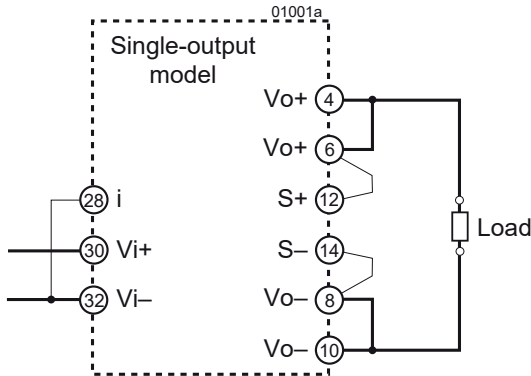 01001a
Single-output
model
Vo+ 4
Vo+ 6
S+ 12
28 i
S– 14
30 Vi+
Load
Vo– 8
32 Vi–
Vo– 10